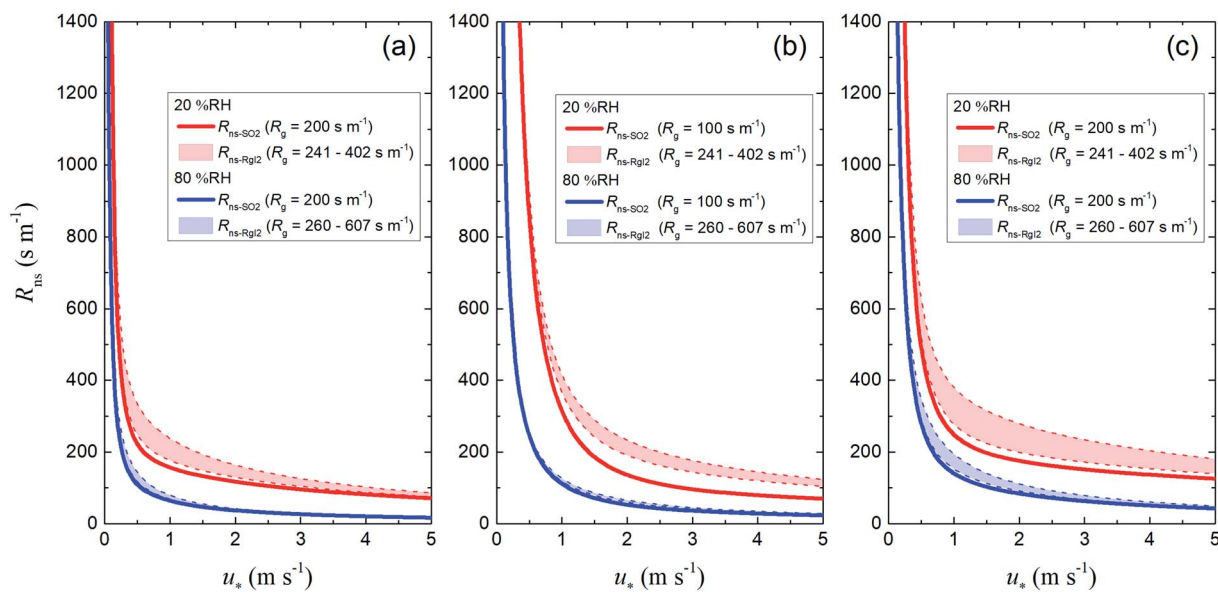 (a)
1400
1200
1000
800
600
400
200
0
R_ns (s m⁻¹)
20 %RH
R_ns-SO2 (R_g = 200 s m⁻¹)
R_ns-Rgl2 (R_g = 241 - 402 s m⁻¹)
80 %RH
R_ns-SO2 (R_g = 200 s m⁻¹)
R_ns-Rgl2 (R_g = 260 - 607 s m⁻¹)
0 1 2 3 4 5
u_* (m s⁻¹)
(b)
1400
1200
1000
800
600
400
200
0
20 %RH
R_ns-SO2 (R_g = 100 s m⁻¹)
R_ns-Rgl2 (R_g = 241 - 402 s m⁻¹)
80 %RH
R_ns-SO2 (R_g = 100 s m⁻¹)
R_ns-Rgl2 (R_g = 260 - 607 s m⁻¹)
0 1 2 3 4 5
u_* (m s⁻¹)
(c)
1400
1200
1000
800
600
400
200
0
20 %RH
R_ns-SO2 (R_g = 200 s m⁻¹)
R_ns-Rgl2 (R_g = 241 - 402 s m⁻¹)
80 %RH
R_ns-SO2 (R_g = 200 s m⁻¹)
R_ns-Rgl2 (R_g = 260 - 607 s m⁻¹)
0 1 2 3 4 5
u_* (m s⁻¹)